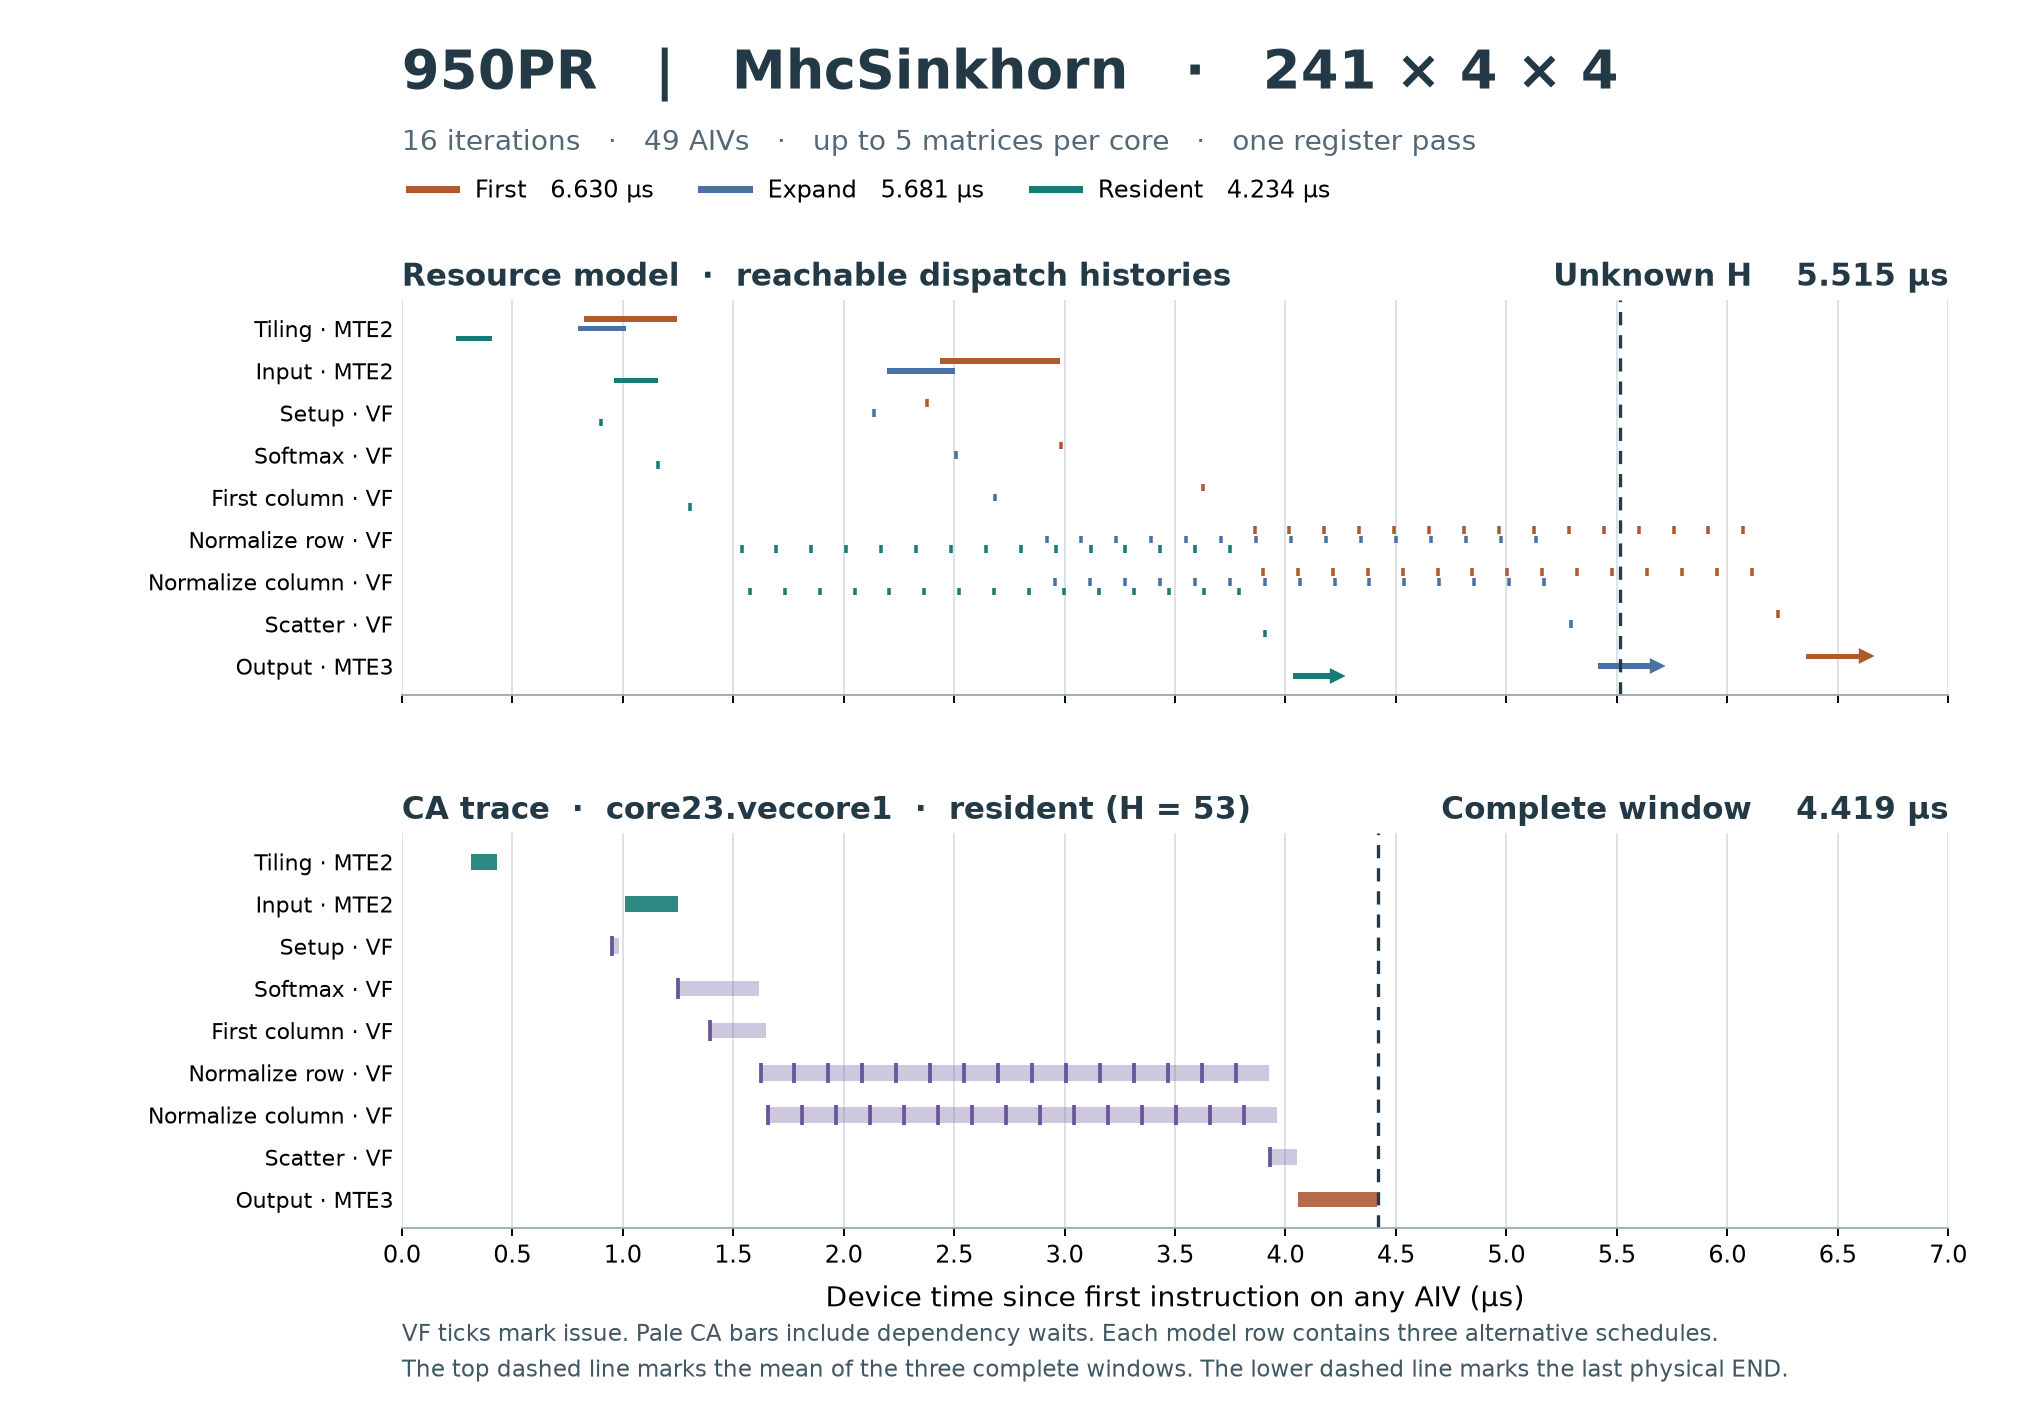 950PR | MhcSinkhorn · 241 × 4 × 4
16 iterations · 49 AIVs · up to 5 matrices per core · one register pass
First 6.630 µs Expand 5.681 µs Resident 4.234 µs
Resource model · reachable dispatch histories Unknown H 5.515 µs
Tiling · MTE2
Input · MTE2
Setup · VF
Softmax · VF
First column · VF
Normalize row · VF
Normalize column · VF
Scatter · VF
Output · MTE3
CA trace · core23.veccore1 · resident (H = 53) Complete window 4.419 µs
Tiling · MTE2
Input · MTE2
Setup · VF
Softmax · VF
First column · VF
Normalize row · VF
Normalize column · VF
Scatter · VF
Output · MTE3
0.0 0.5 1.0 1.5 2.0 2.5 3.0 3.5 4.0 4.5 5.0 5.5 6.0 6.5 7.0
Device time since first instruction on any AIV (µs)
VF ticks mark issue. Pale CA bars include dependency waits. Each model row contains three alternative schedules.
The top dashed line marks the mean of the three complete windows. The lower dashed line marks the last physical END.